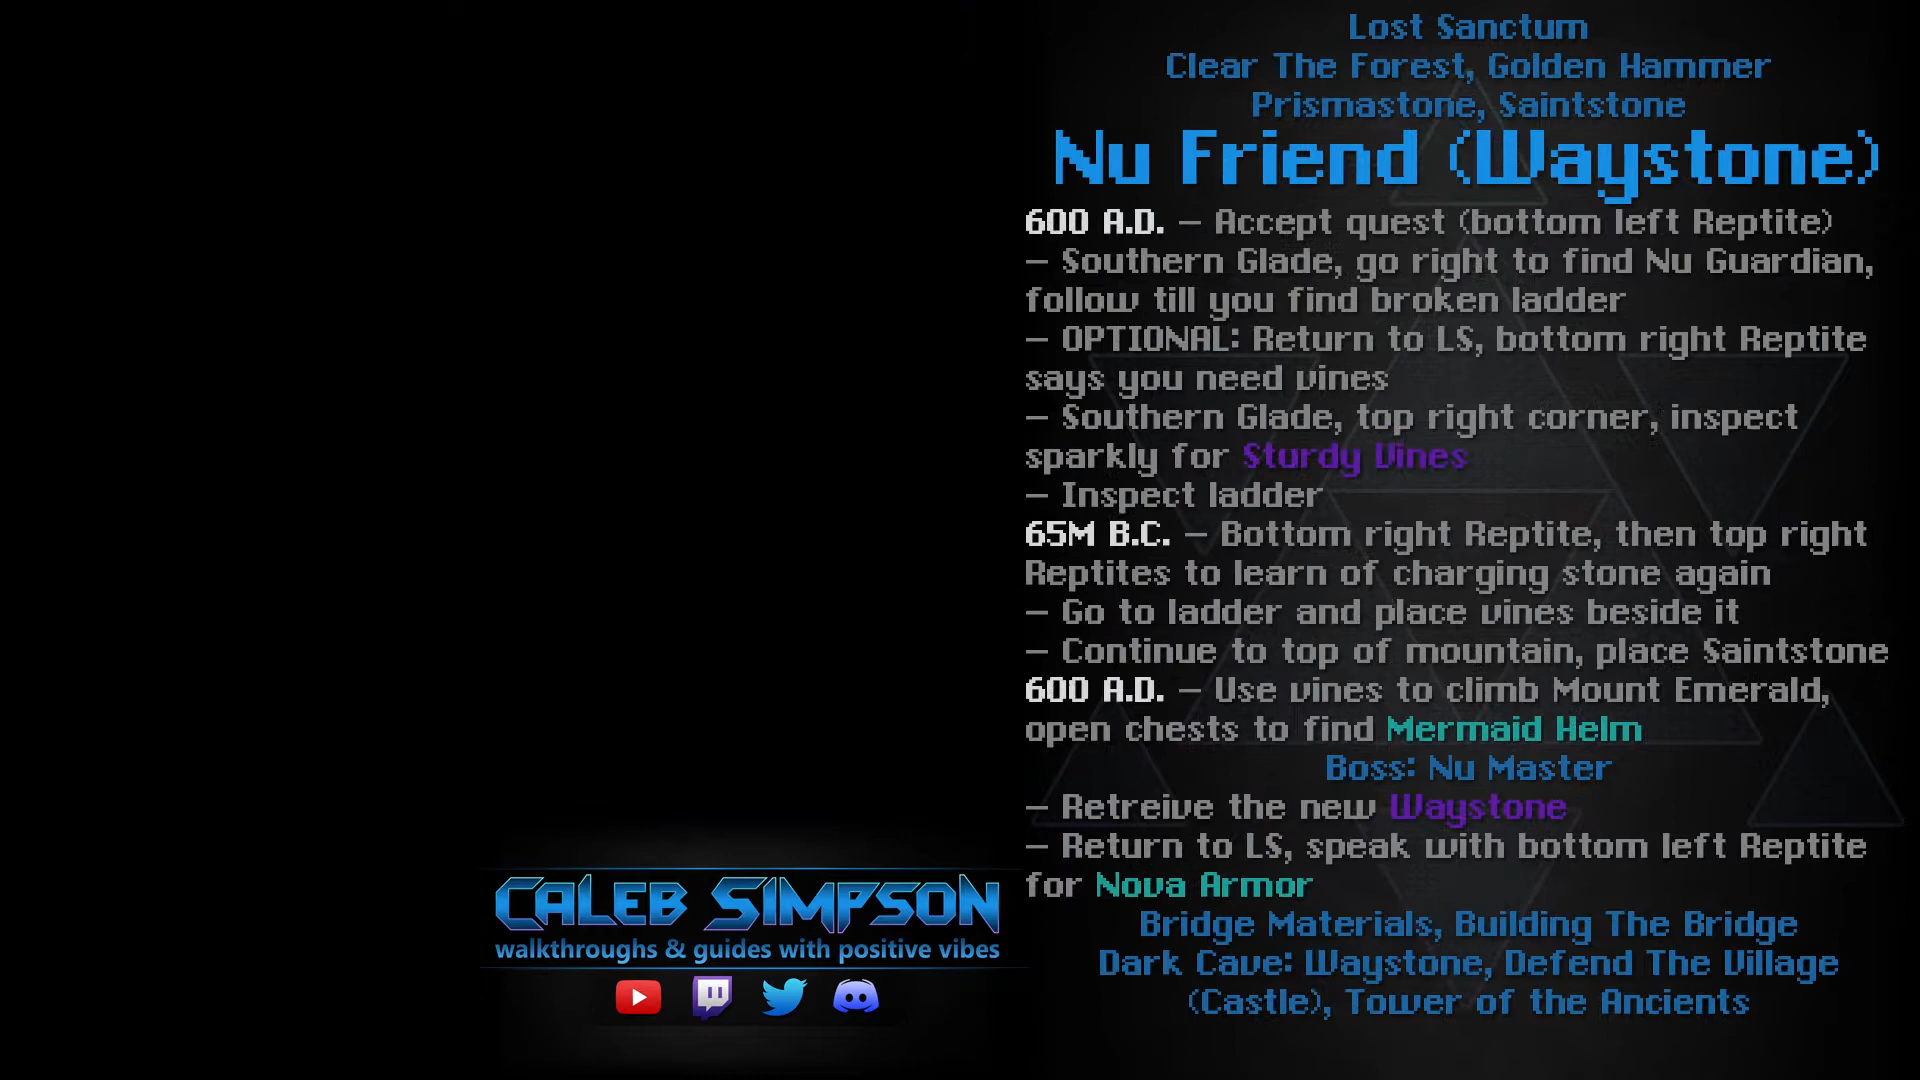 Lost Sanctum
Clear The Forest, Golden Hammer
Prismastone, Saintstone
Nu Friend (Waystone)
600 A.D. – Accept quest (bottom left Reptite)
– Southern Glade, go right to find Nu Guardian,
follow till you find broken ladder
– OPTIONAL: Return to LS, bottom right Reptite
says you need vines
– Southern Glade, top right corner, inspect
sparkly for Sturdy Vines
– Inspect ladder
65M B.C. – Bottom right Reptite, then top right
Reptites to learn of charging stone again
– Go to ladder and place vines beside it
– Continue to top of mountain, place Saintstone
600 A.D. – Use vines to climb Mount Emerald,
open chests to find Mermaid Helm
Boss: Nu Master
– Retreive the new Waystone
– Return to LS, speak with bottom left Reptite
for Nova Armor
Bridge Materials, Building The Bridge
Dark Cave: Waystone, Defend The Village
(Castle), Tower of the Ancients
CALEB SIMPSON
walkthroughs & guides with positive vibes